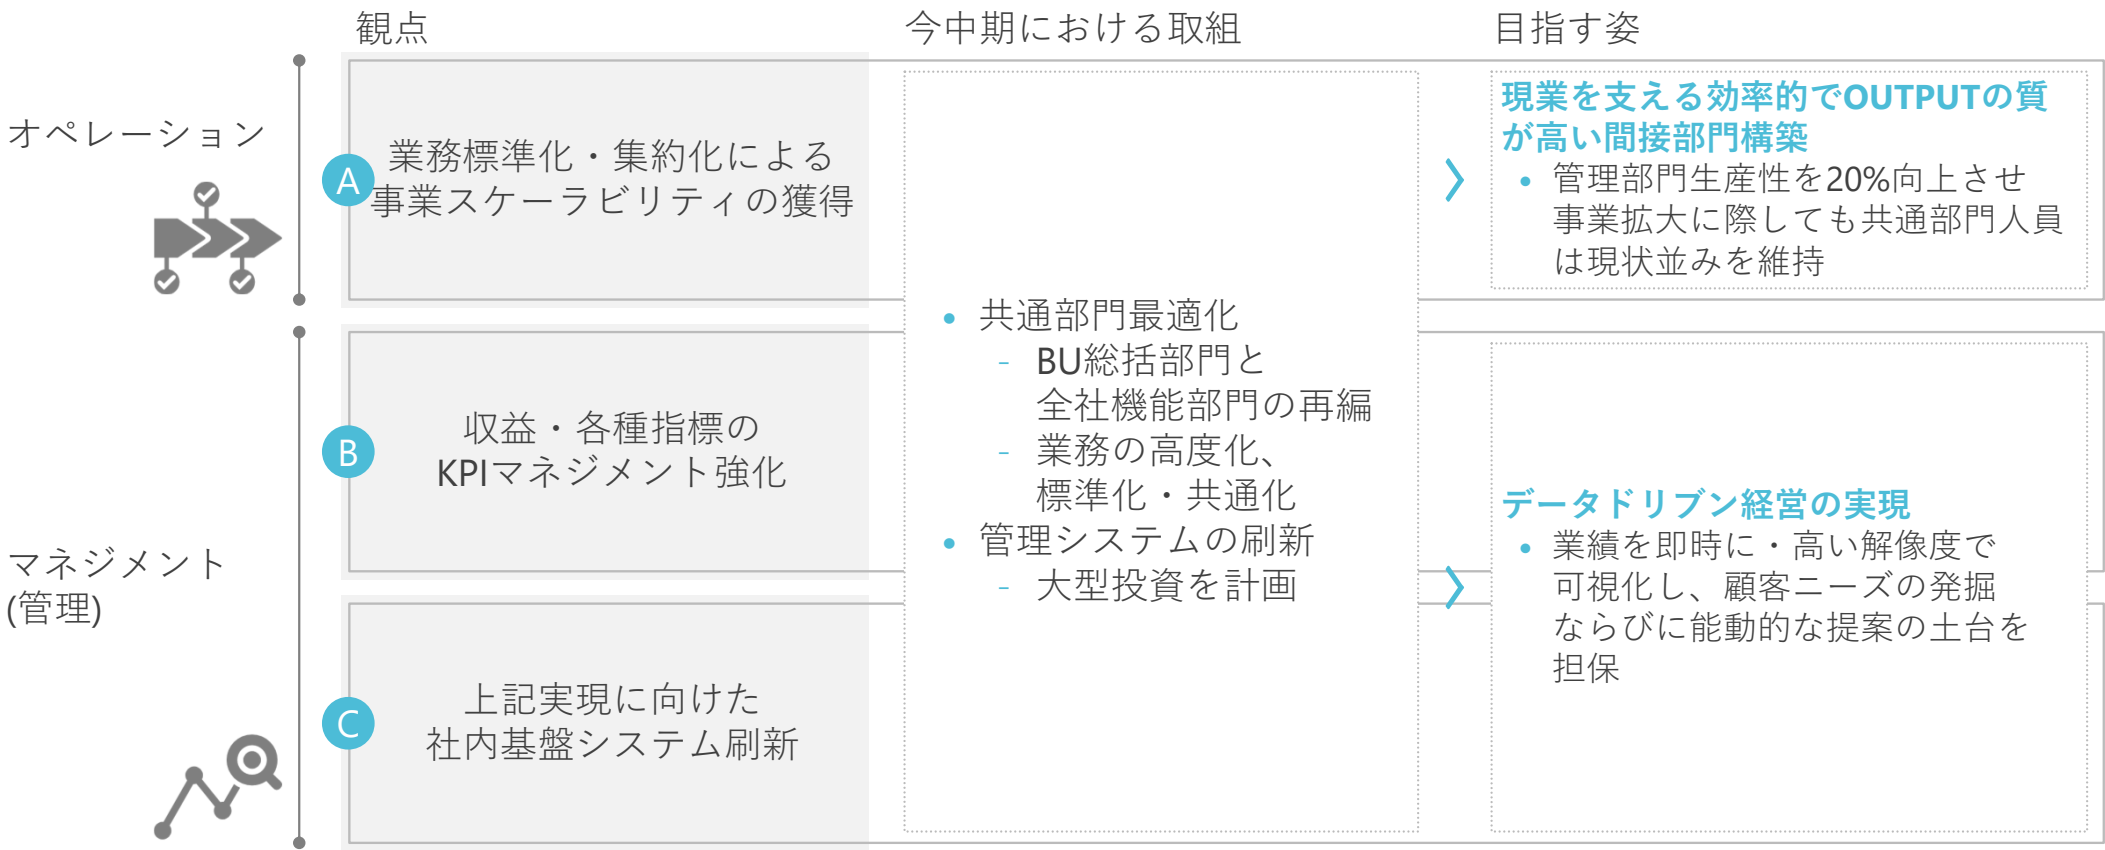 観点
今中期における取組
目指す姿
オペレーション
A
業務標準化・集約化による
事業スケーラビリティの獲得
現業を支える効率的でOUTPUTの質
が高い間接部門構築
• 管理部門生産性を20%向上させ
事業拡大に際しても共通部門人員
は現状並みを維持
• 共通部門最適化
- BU総括部門と
全社機能部門の再編
- 業務の高度化、
標準化・共通化
• 管理システムの刷新
- 大型投資を計画
マネジメント
(管理)
B
収益・各種指標の
KPIマネジメント強化
C
上記実現に向けた
社内基盤システム刷新
データドリブン経営の実現
• 業績を即時に・高い解像度で
可視化し、顧客ニーズの発掘
ならびに能動的な提案の土台を
担保